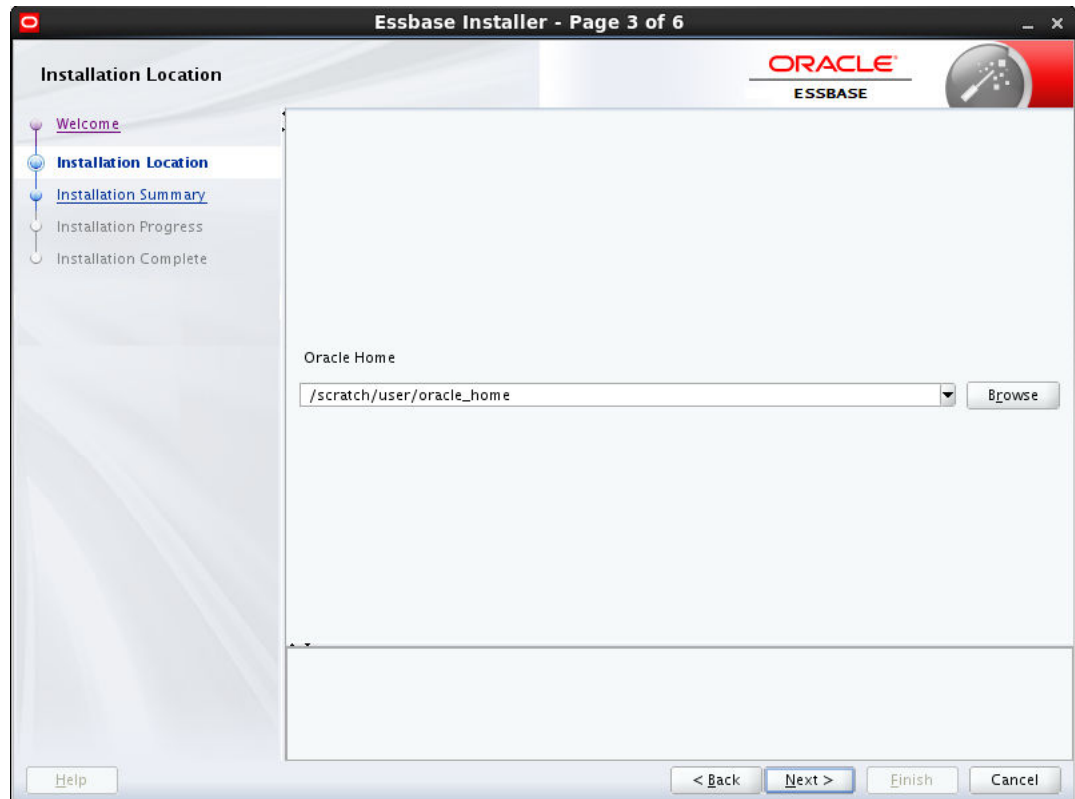 Essbase Installer - Page 3 of 6
Installation Location
ORACLE
ESSBASE
Welcome
Installation Location
Installation Summary
Installation Progress
Installation Complete
Oracle Home
/scratch/user/oracle_home
Browse
Help
< Back
Next >
Finish
Cancel